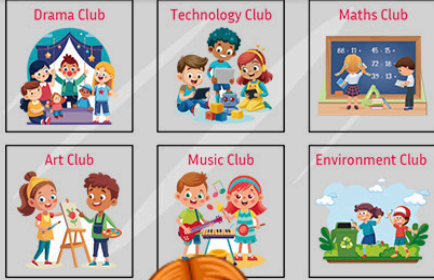 Drama Club
Technology Club
Maths Club
Art Club
Music Club
Environment Club